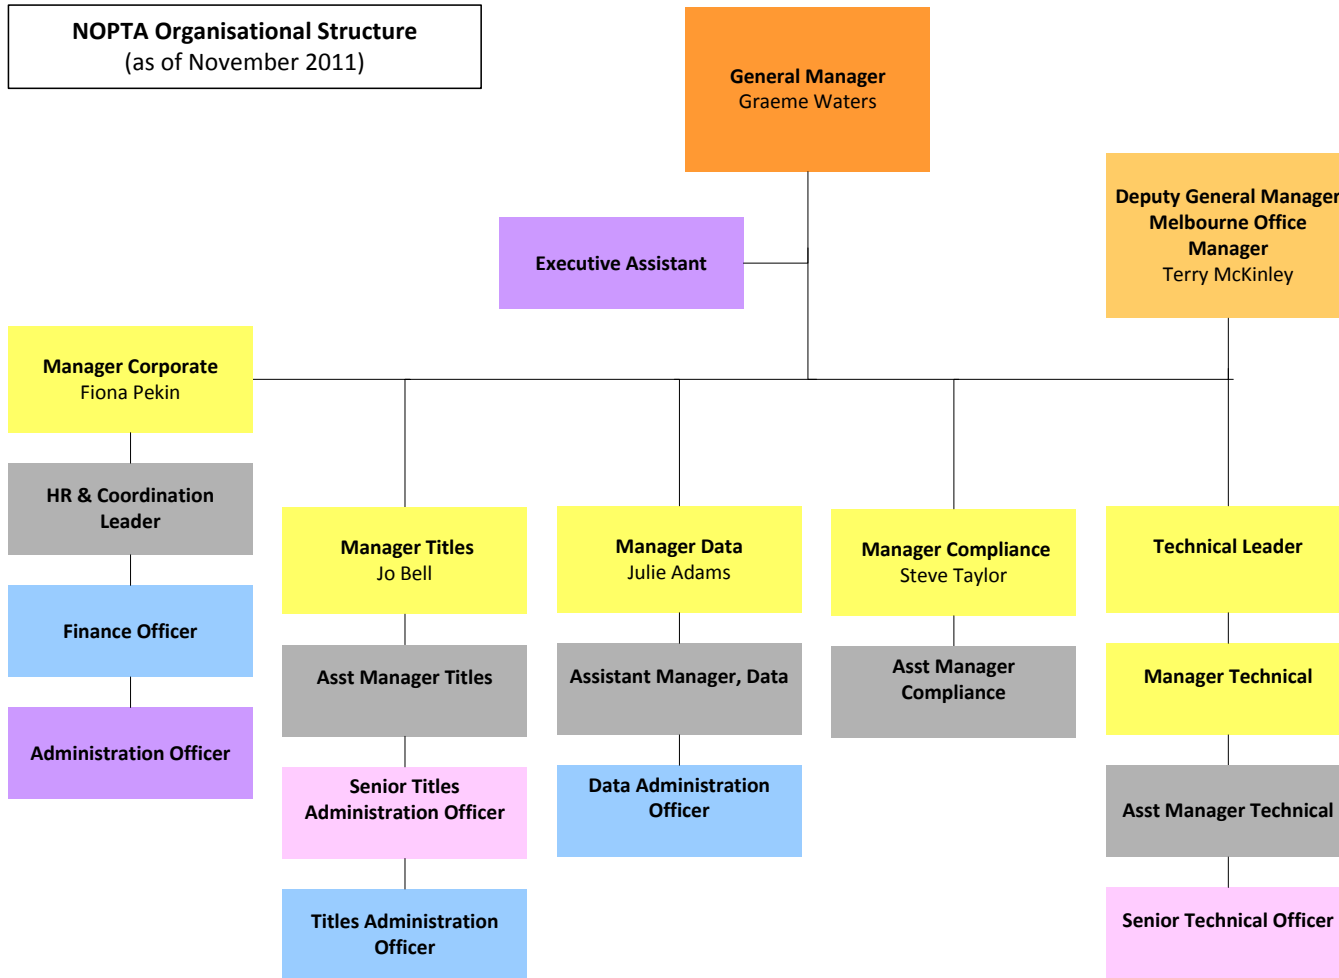 NOPTA Organisational Structure
(as of November 2011)
General Manager
Graeme Waters
Deputy General Manager
Melbourne Office
Manager
Terry McKinley
Executive Assistant
Manager Corporate
Fiona Pekin
HR & Coordination
Leader
Finance Officer
Administration Officer
Manager Titles
Jo Bell
Asst Manager Titles
Senior Titles
Administration Officer
Titles Administration
Officer
Manager Data
Julie Adams
Assistant Manager, Data
Data Administration
Officer
Manager Compliance
Steve Taylor
Asst Manager
Compliance
Technical Leader
Manager Technical
Asst Manager Technical
Senior Technical Officer